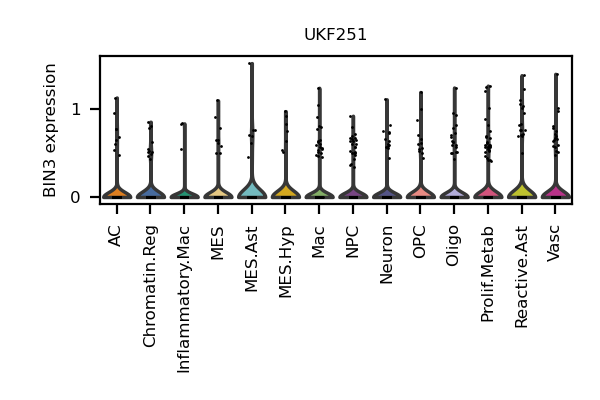 UKF251
BIN3 expression
1
0
AC
Chromatin.Reg
Inflammatory.Mac
MES
MES.Ast
MES.Hyp
Mac
NPC
Neuron
OPC
Oligo
Prolif.Metab
Reactive.Ast
Vasc